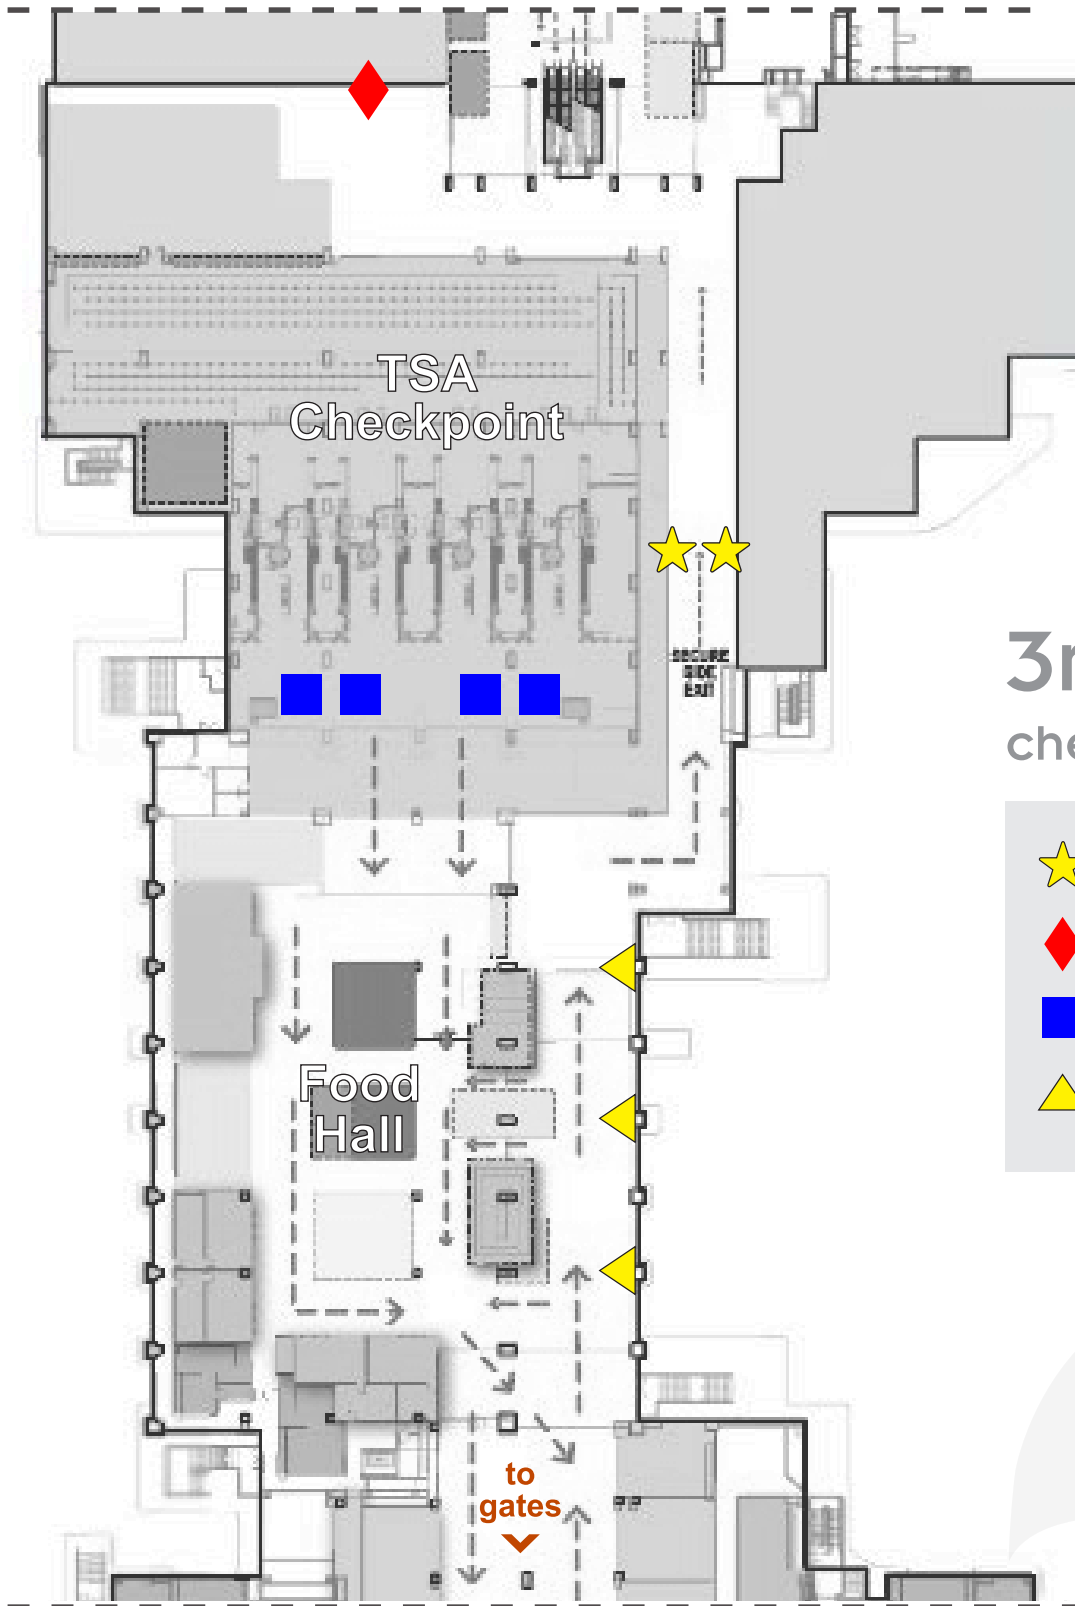 TSA
Checkpoint
SECURE
SIDE
EXIT
Food
Hall
to
gates